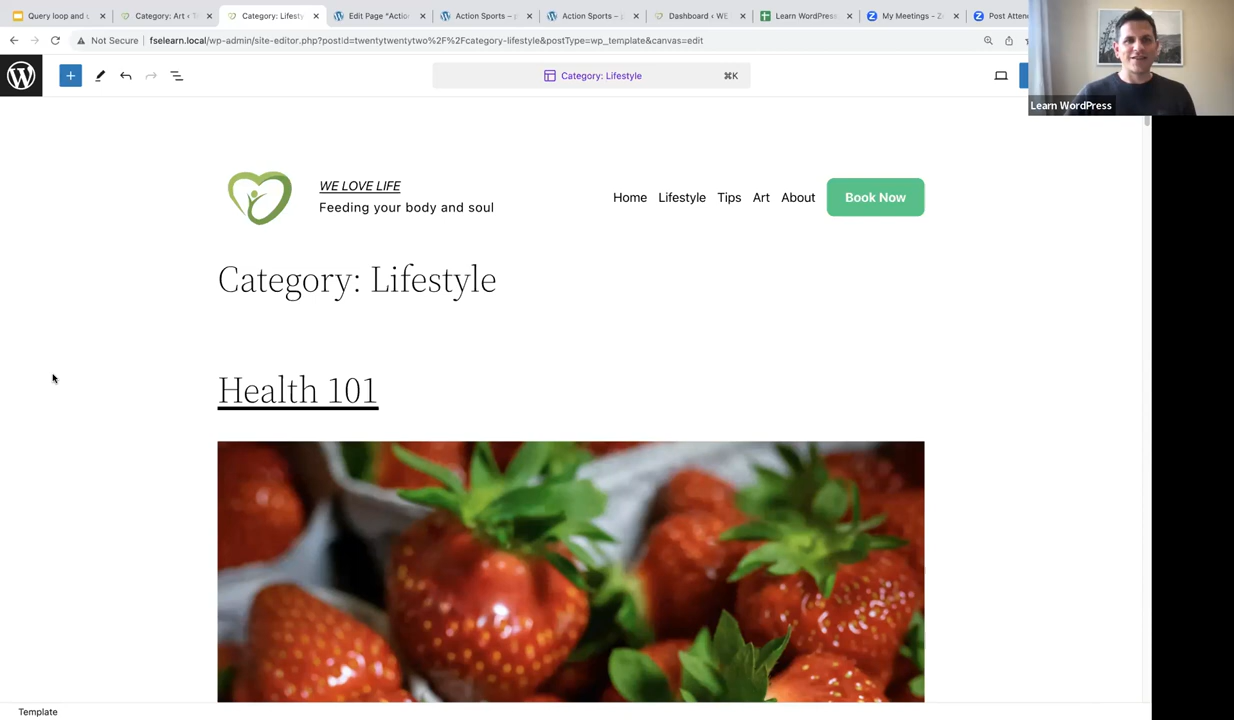 Query loop and u
Category: Art ‹ T
Category: Lifesty
Edit Page "Action
Action Sports –
Action Sports –
Dashboard ‹ WE
Learn WordPress
My Meetings - Z
Post Atten
Not Secure
fselearn.local/wp-admin/site-editor.php?postId=twentytwentytwo%2F%2Fcategory-lifestyle&postType=wp_template&canvas=edit
Category: Lifestyle
⌘K
Learn WordPress
WE LOVE LIFE
Feeding your body and soul
Home
Lifestyle
Tips
Art
About
Book Now
Category: Lifestyle
Health 101
Template